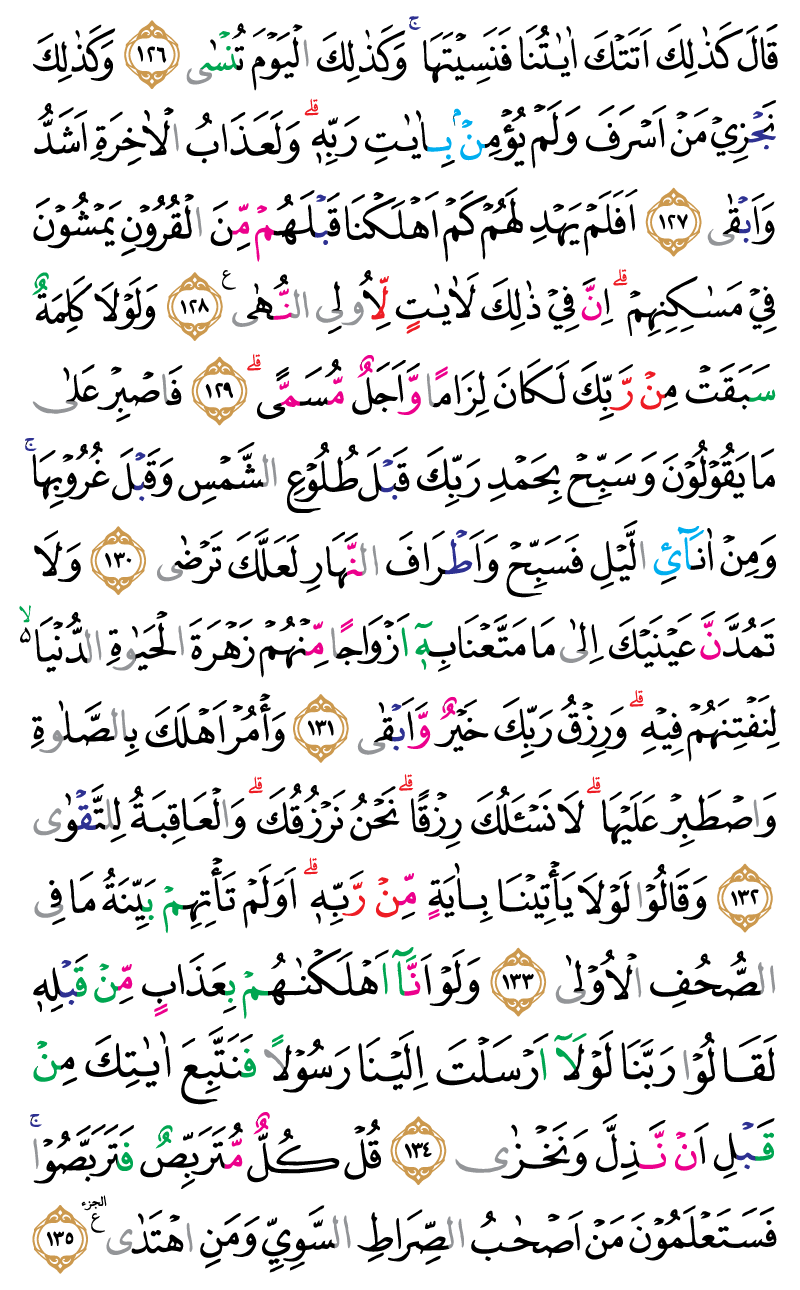 قَالَ كَذٰلِكَ اَتَتْكَ اٰيٰتُنَا فَنَسِيْتَهَا ۚ وَكَذٰلِكَ الْيَوْمَ تُنْسٰى ١٢٦ وَكَذٰلِكَ
نَجْزِيْ مَنْ اَسْرَفَ وَلَمْ يُؤْمِنْۢ بِاٰيٰتِ رَبِّهٖ ۗ وَلَعَذَابُ الْاٰخِرَةِ اَشَدُّ
وَاَبْقٰى ١٢٧ اَفَلَمْ يَهْدِ لَهُمْ كَمْ اَهْلَكْنَا قَبْلَهُمْ مِّنَ الْقُرُوْنِ يَمْشُوْنَ
فِيْ مَسٰكِنِهِمْ ۗ اِنَّ فِيْ ذٰلِكَ لَاٰيٰتٍ لِّاُولِى النُّهٰى ࣖ ١٢٨ وَلَوْلَا كَلِمَةٌ
سَبَقَتْ مِنْ رَّبِّكَ لَكَانَ لِزَامًا وَّاَجَلٌ مُّسَمًّى ۗ ١٢٩ فَاصْبِرْ عَلٰى
مَا يَقُوْلُوْنَ وَسَبِّحْ بِحَمْدِ رَبِّكَ قَبْلَ طُلُوْعِ الشَّمْسِ وَقَبْلَ غُرُوْبِهَا ۚ
وَمِنْ اٰنَاۤئِ الَّيْلِ فَسَبِّحْ وَاَطْرَافَ النَّهَارِ لَعَلَّكَ تَرْضٰى ١٣٠ وَلَا
تَمُدَّنَّ عَيْنَيْكَ اِلٰى مَا مَتَّعْنَا بِهٖٓ اَزْوَاجًا مِّنْهُمْ زَهْرَةَ الْحَيٰوةِ الدُّنْيَا ەۙ
لِنَفْتِنَهُمْ فِيْهِ ۗ وَرِزْقُ رَبِّكَ خَيْرٌ وَّاَبْقٰى ١٣١ وَأْمُرْ اَهْلَكَ بِالصَّلٰوةِ
وَاصْطَبِرْ عَلَيْهَا ۗ لَا نَسْـَٔلُكَ رِزْقًا ۗ نَحْنُ نَرْزُقُكَ ۗ وَالْعَاقِبَةُ لِلتَّقْوٰى
١٣٢ وَقَالُوْا لَوْلَا يَأْتِيْنَا بِاٰيَةٍ مِّنْ رَّبِّهٖ ۗ اَوَلَمْ تَأْتِهِمْ بَيِّنَةُ مَا فِى
الصُّحُفِ الْاُوْلٰى ١٣٣ وَلَوْ اَنَّآ اَهْلَكْنٰهُمْ بِعَذَابٍ مِّنْ قَبْلِهٖ
لَقَالُوْا رَبَّنَا لَوْلَآ اَرْسَلْتَ اِلَيْنَا رَسُوْلًا فَنَتَّبِعَ اٰيٰتِكَ مِنْ
قَبْلِ اَنْ نَّذِلَّ وَنَخْزٰى ١٣٤ قُلْ كُلٌّ مُّتَرَبِّصٌ فَتَرَبَّصُوْا ۚ
فَسَتَعْلَمُوْنَ مَنْ اَصْحٰبُ الصِّرَاطِ السَّوِيِّ وَمَنِ اهْتَدٰى ࣖ الجزء ١٣٥